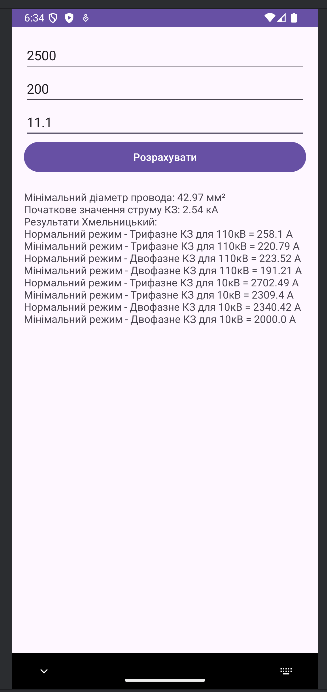 6:34
2500
200
11.1
Розрахувати
Мінімальний діаметр провода: 42.97 мм²
Початкове значення струму КЗ: 2.54 кА
Результати Хмельницький:
Нормальний режим - Трифазне КЗ для 110кВ = 258.1 А
Мінімальний режим - Трифазне КЗ для 110кВ = 220.79 А
Нормальний режим - Двофазне КЗ для 110кВ = 223.52 А
Мінімальний режим - Двофазне КЗ для 110кВ = 191.21 А
Нормальний режим - Трифазне КЗ для 10кВ = 2702.49 А
Мінімальний режим - Трифазне КЗ для 10кВ = 2309.4 А
Нормальний режим - Двофазне КЗ для 10кВ = 2340.42 А
Мінімальний режим - Двофазне КЗ для 10кВ = 2000.0 А